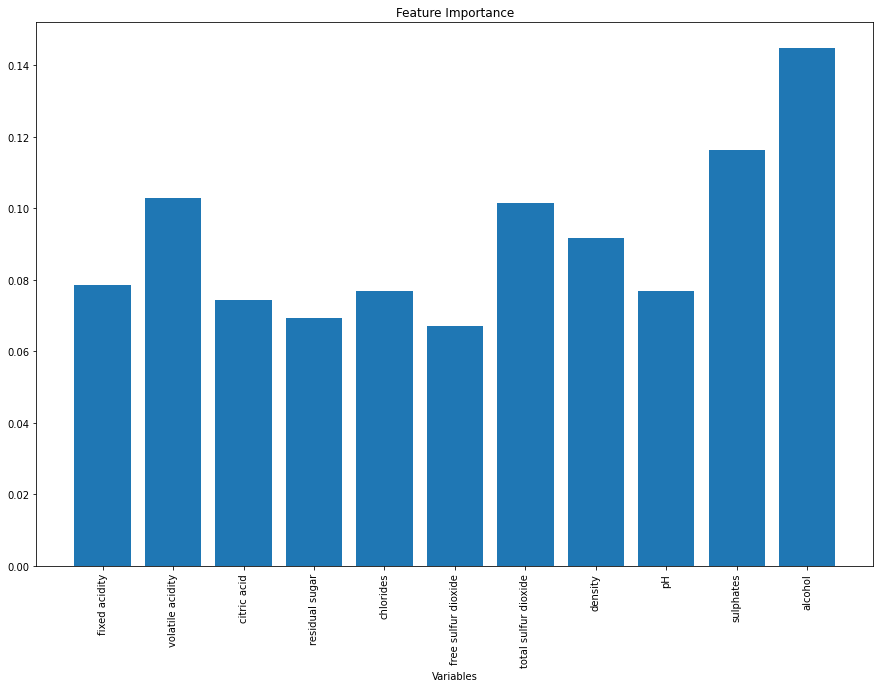 Feature Importance
0.14
0.12
0.10
0.08
0.06
0.04
0.02
0.00
fixed acidity
volatile acidity
citric acid
residual sugar
chlorides
free sulfur dioxide
total sulfur dioxide
density
pH
sulphates
alcohol
Variables